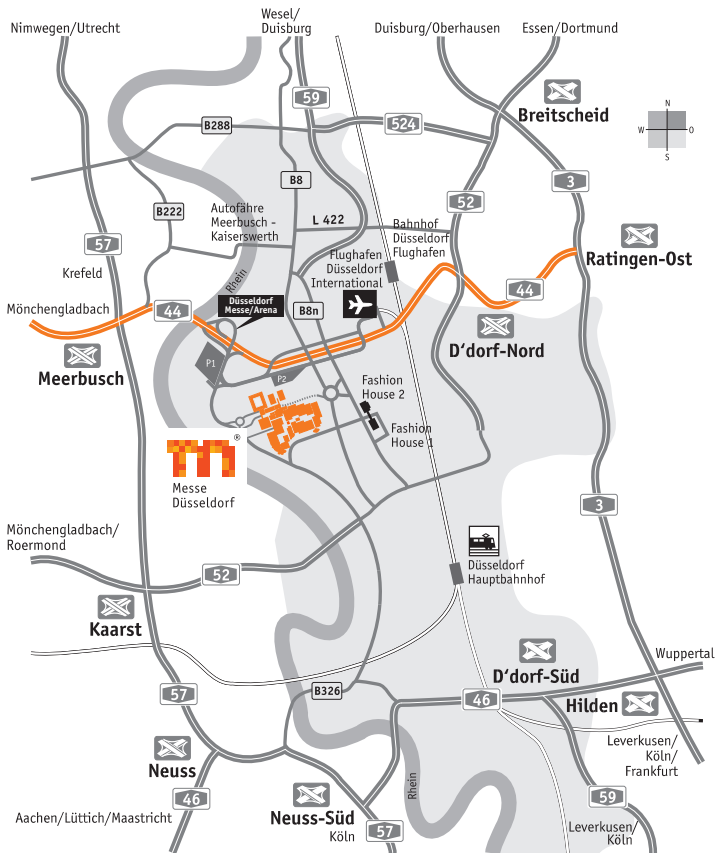 Nimwegen/Utrecht
Wesel/
Duisburg
Duisburg/Oberhausen
Essen/Dortmund
59
Breitscheid
N
W
O
S
B288
524
B8
3
52
B222
Autofähre
Meerbusch -
Kaiserswerth
L 422
Bahnhof
Düsseldorf
Flughafen
57
Krefeld
Rhein
Flughafen
Düsseldorf
International
Ratingen-Ost
44
Mönchengladbach
44
Düsseldorf
Messe/Arena
B8n
D‘dorf-Nord
Meerbusch
P1
P2
Fashion
House 2
Fashion
House 1
®
Messe
Düsseldorf
3
Mönchengladbach/
Roermond
52
Düsseldorf
Hauptbahnhof
Kaarst
Wuppertal
D‘dorf-Süd
57
B326
46
Hilden
Leverkusen/
Köln/
Frankfurt
Neuss
46
Rhein
59
Neuss-Süd
Aachen/Lüttich/Maastricht
Köln
57
Leverkusen/
Köln